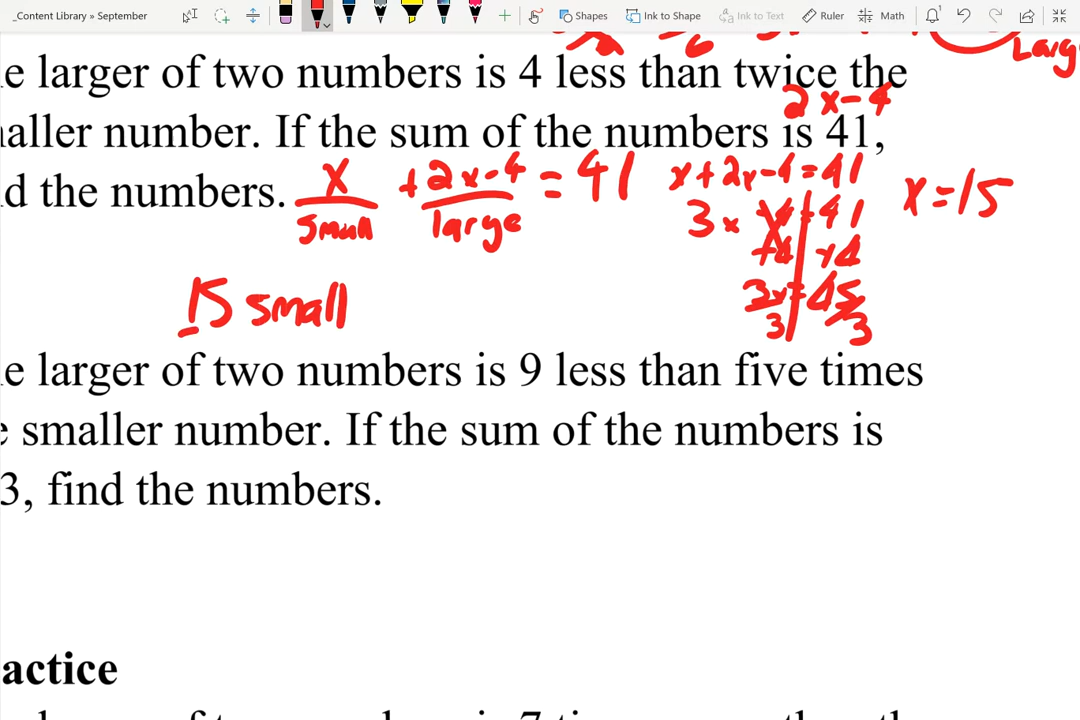 _Content Library » September
Shapes Ink to Shape Ink to Text Ruler Math
e larger of two numbers is 4 less than twice the
Larg
2x-4
aller number. If the sum of the numbers is 41,
d the numbers. x + 2x-4 = 41
small large
x+2x-4=41
3x-4=41
+4 +4
3x=45
3 3
x=15
15 small
e larger of two numbers is 9 less than five times
e smaller number. If the sum of the numbers is
3, find the numbers.
actice